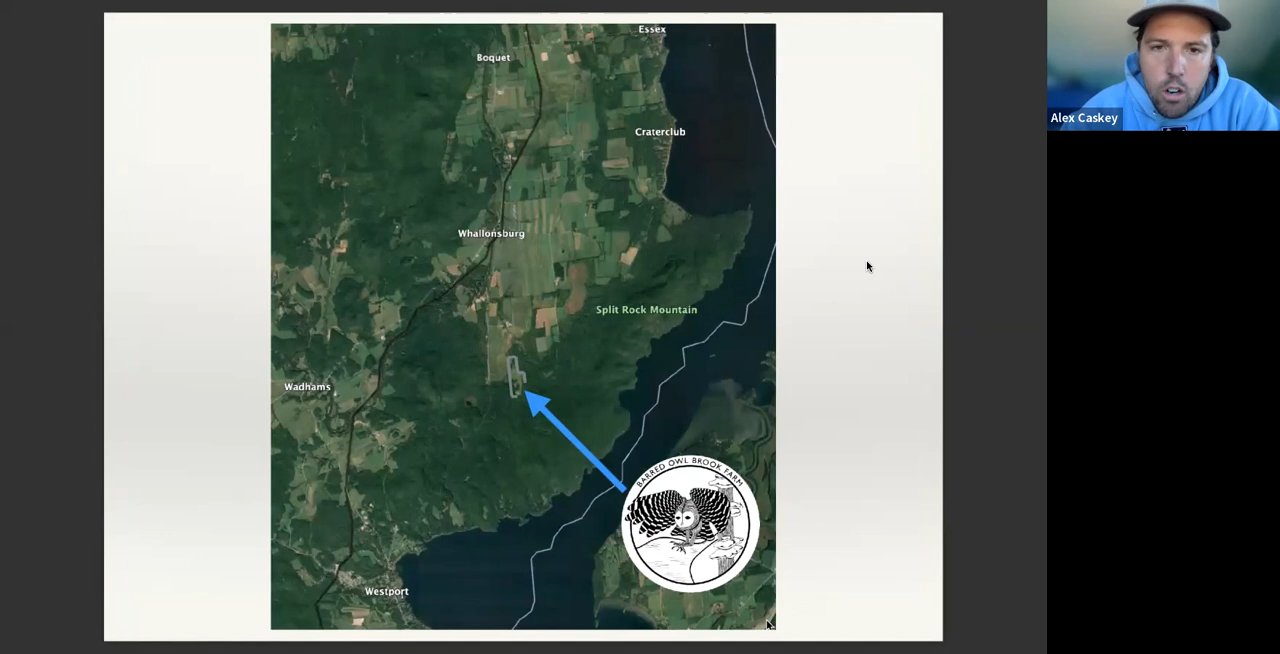 Essex
Boquet
Craterclub
Whallonsburg
Split Rock Mountain
Wadhams
BARRED OWL BROOK FARM
Westport
Alex Caskey